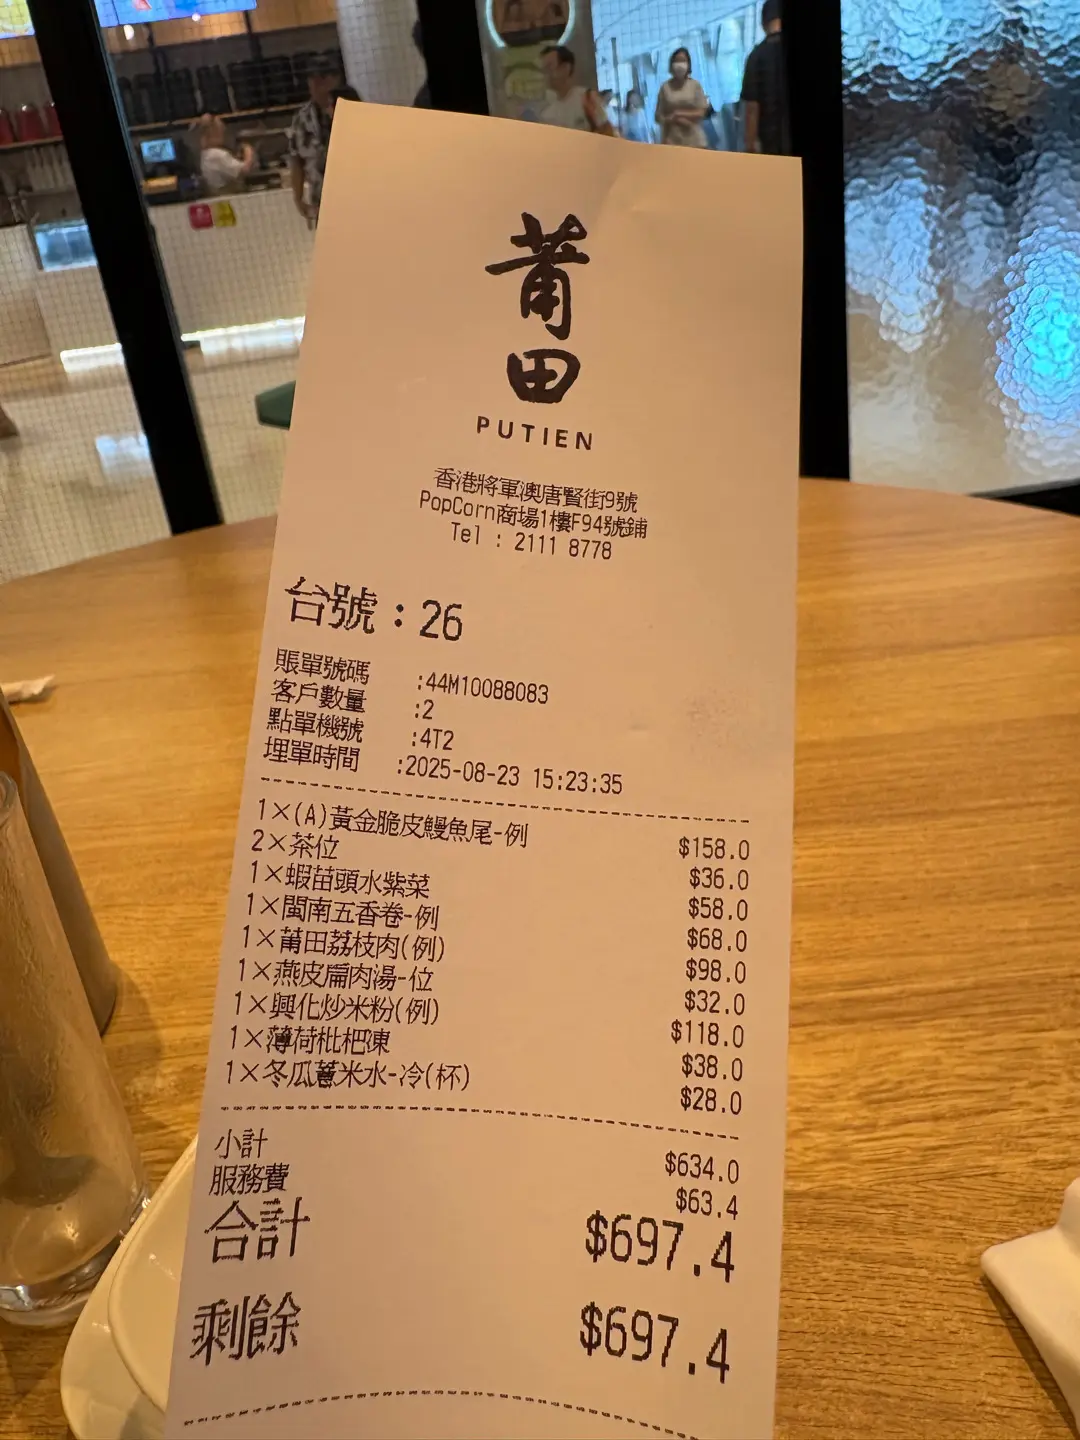 莆
田
PUTIEN
香港將軍澳唐賢街9號
PopCorn商場1樓F94號鋪
Tel : 2111 8778
台號：26
賬單號碼 :44M10088083
客戶數量 :2
點單機號 :4T2
埋單時間 :2025-08-23 15:23:35
1×(A)黃金脆皮鰻魚尾-例 $158.0
2×茶位 $36.0
1×蝦苗頭水紫菜 $58.0
1×閩南五香卷-例 $68.0
1×莆田荔枝肉(例) $98.0
1×燕皮扁肉湯-位 $32.0
1×興化炒米粉(例) $118.0
1×薄荷枇杷凍 $38.0
1×冬瓜薏米水-冷(杯) $28.0
小計 $634.0
服務費 $63.4
合計 $697.4
剩餘 $697.4